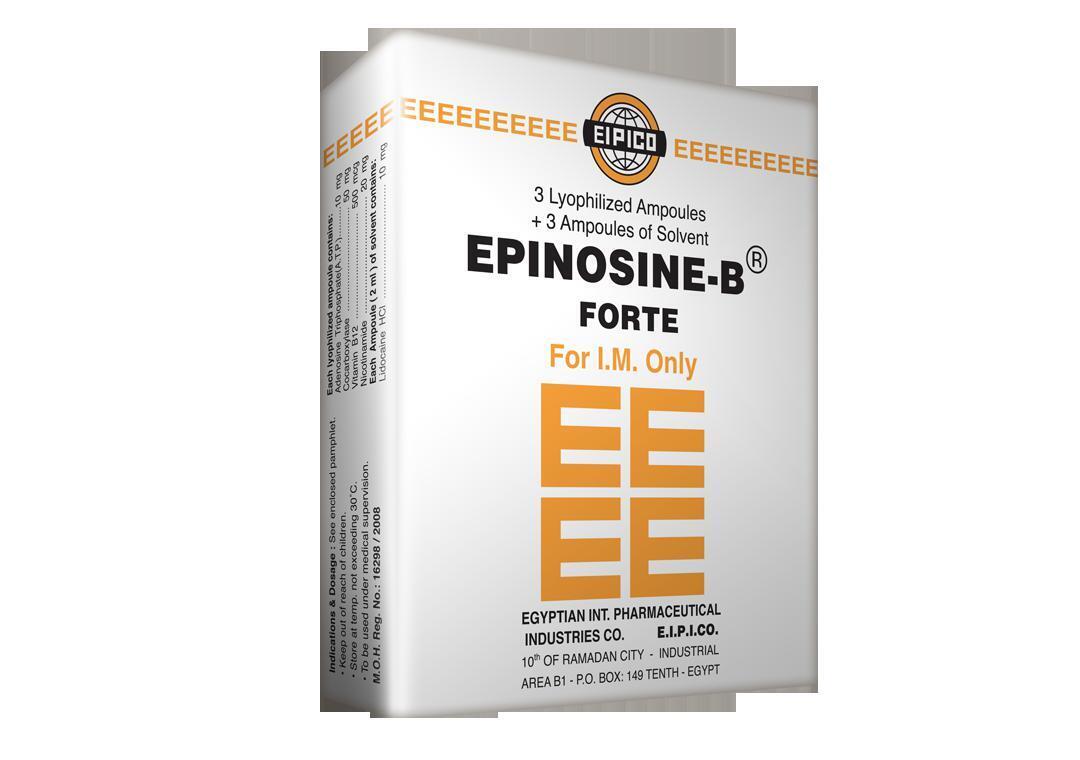 EEEEEEEEEE EIPICO EEEEEEEEEE
3 Lyophilized Ampoules
+ 3 Ampoules of Solvent
EPINOSINE-B®
FORTE
For I.M. Only
EE
EE
EGYPTIAN INT. PHARMACEUTICAL
INDUSTRIES CO. E.I.P.I.CO.
10th OF RAMADAN CITY - INDUSTRIAL
AREA B1 - P.O. BOX: 149 TENTH - EGYPT
EEEEE
Each lyophilized ampoule contains:
Adenosine Triphosphate(A.T.P.)........10 mg
Cocarboxylase ........................ 50 mg
Vitamin B12 ........................ 500 mcg
Nicotinamide ........................ 20 mg
Each Ampoule ( 2 ml ) of solvent contains:
Lidocaine HCl ........................ 10 mg
Indications & Dosage : See enclosed pamphlet.
• Keep out of reach of children.
• Store at temp. not exceeding 30°C.
• To be used under medical supervision.
M.O.H. Reg. No.: 16298 / 2008